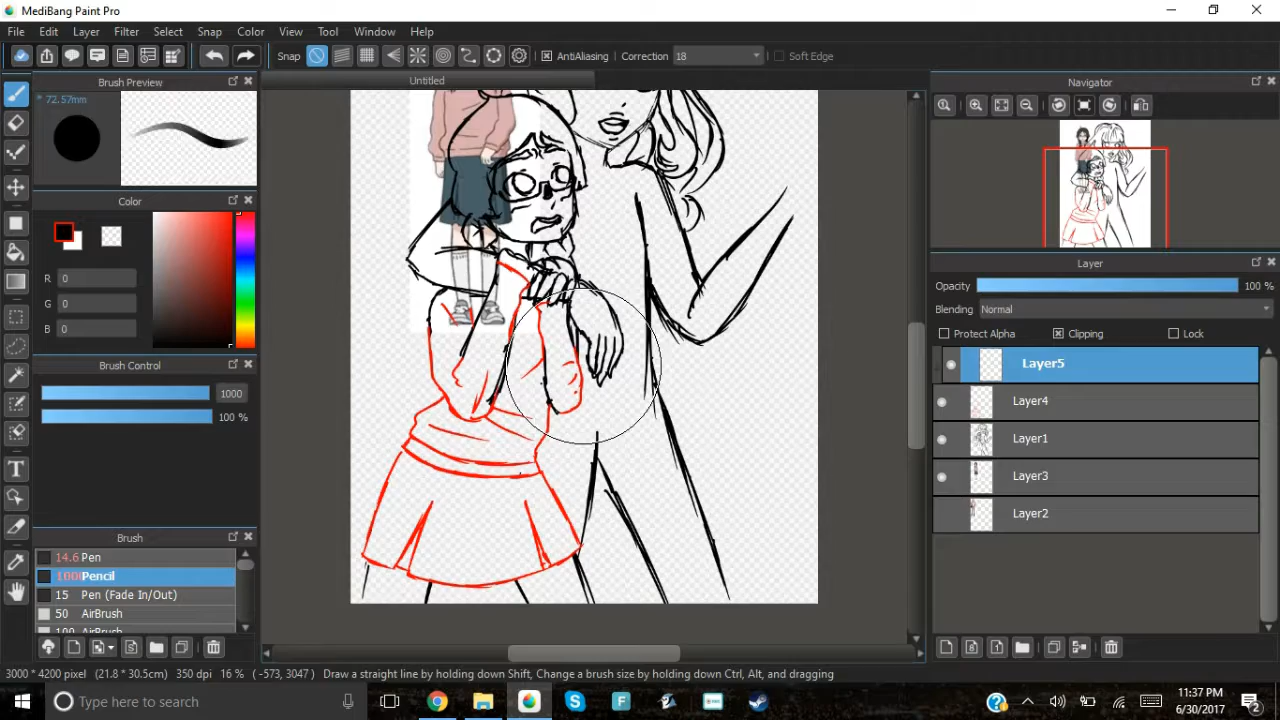 MediBang Paint Pro
File Edit Layer Filter Select Snap Color View Tool Window Help
Snap AntiAliasing Correction 18 Soft Edge
Brush Preview
Untitled
Navigator
* 72.57mm
Color
R 0
G 0
B 0
Layer
Opacity 100 %
Blending Normal
Protect Alpha Clipping Lock
Brush Control
1000
100 %
Layer5
Layer4
Layer1
Layer3
Layer2
Brush
14.6 Pen
100 Pencil
15 Pen (Fade In/Out)
50 AirBrush
100 AirBrush
3000 * 4200 pixel (21.8 * 30.5cm) 350 dpi 16 % ( -573, 3047) Draw a straight line by holding down Shift, Change a brush size by holding down Ctrl, Alt, and dragging
Type here to search
11:37 PM
6/30/2017
2